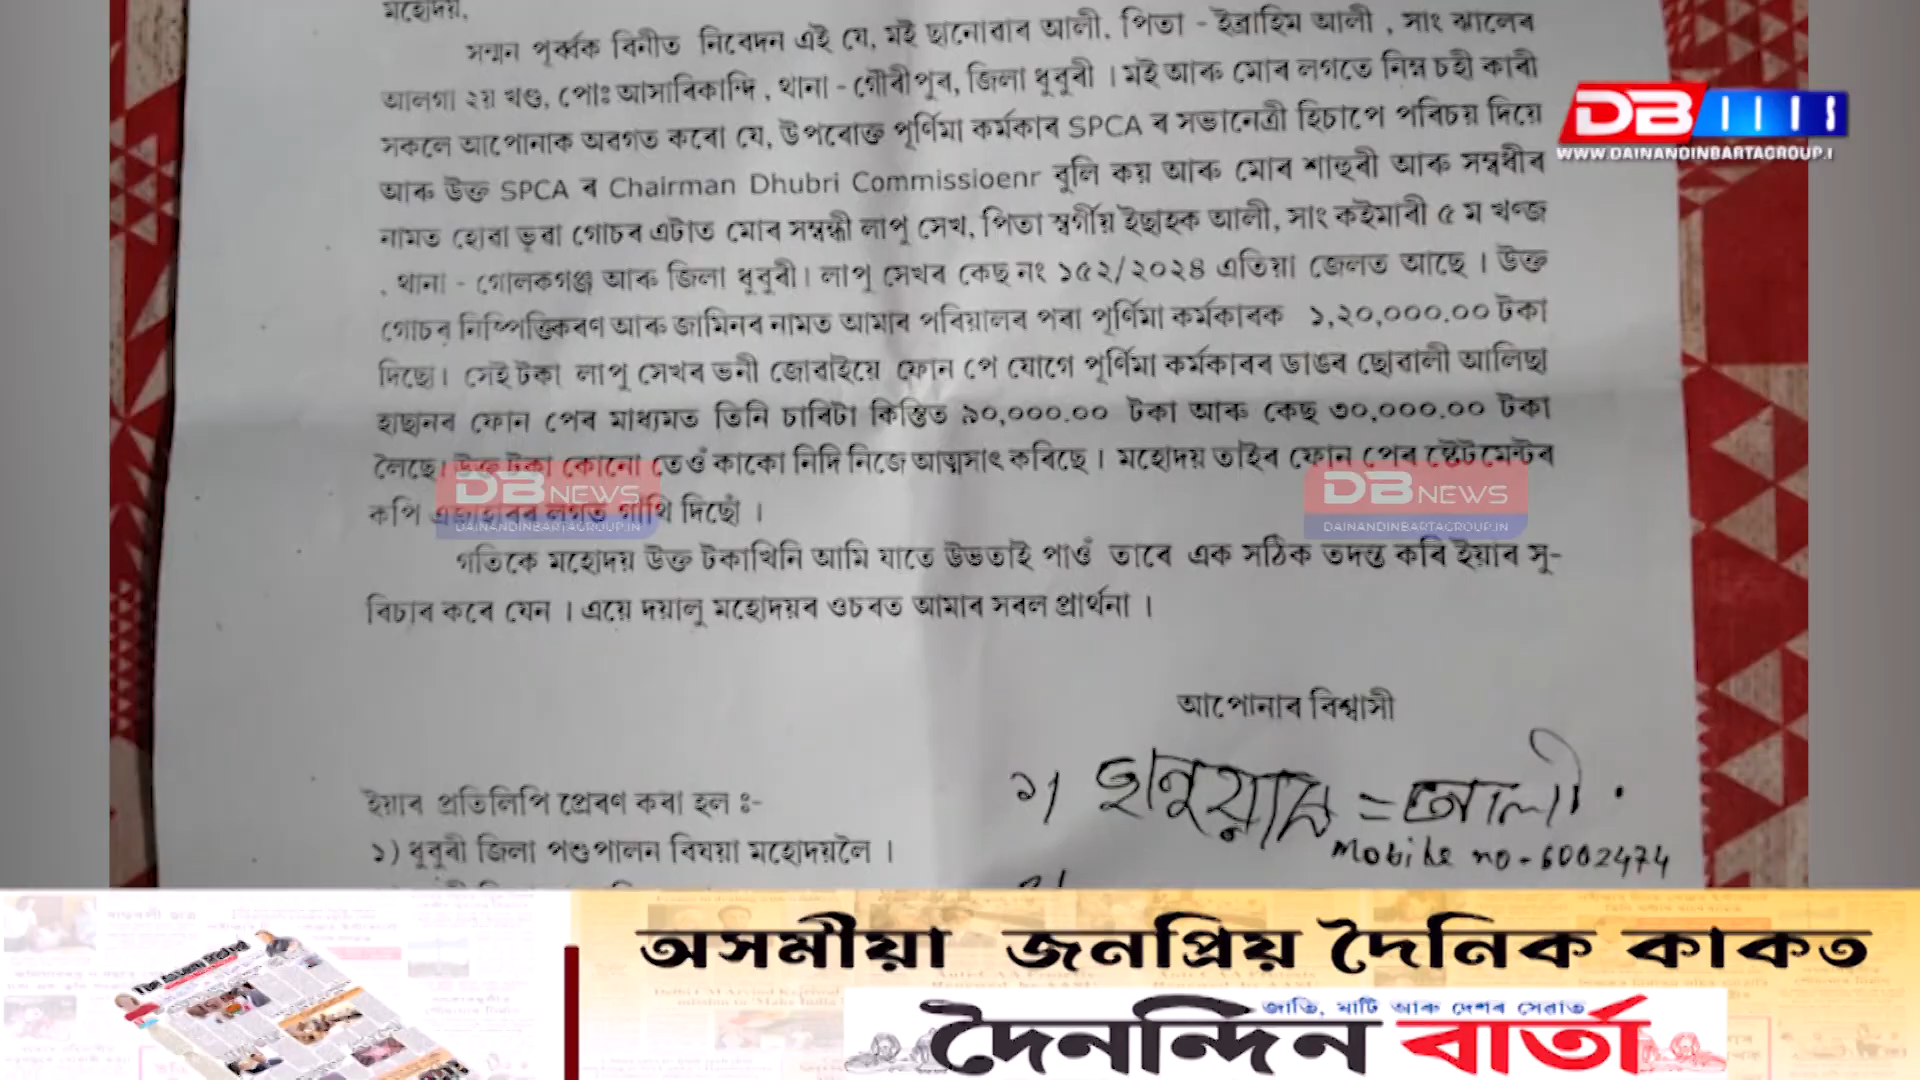 মহোদয়,
সন্মান পূৰ্ব্বক বিনীত নিবেদন এই যে, মই ছানোৱাৰ আলী, পিতা - ইব্ৰাহিম আলী , সাং ঝালেৰ
আলগা ২য় খণ্ড, পোঃ আসাৰিকান্দি , থানা - গৌৰীপুৰ, জিলা ধুবুৰী । মই আৰু মোৰ লগতে নিম্ন চহী কাৰী
সকলে আপোনাক অৱগত কৰো যে, উপৰোক্ত পূৰ্ণিমা কৰ্মকাৰ SPCA ৰ সভানেত্ৰী হিচাপে পৰিচয় দিয়ে
আৰু উক্ত SPCA ৰ Chairman Dhubri Commissioenr বুলি কয় আৰু মোৰ শাহুৰী আৰু সম্বন্ধীৰ
নামত হোৱা ভূৱা গোচৰ এটাত মোৰ সম্বন্ধী লাপু সেখ, পিতা স্বৰ্গীয় ইছাহক আলী, সাং কইমাৰী ৫ ম খণ্ড
, থানা - গোলকগঞ্জ আৰু জিলা ধুবুৰী। লাপু সেখৰ কেছ নং ১৫২/২০২৪ এতিয়া জেলত আছে । উক্ত
গোচৰ নিষ্পিত্তিকৰণ আৰু জামিনৰ নামত আমাৰ পৰিয়ালৰ পৰা পূৰ্ণিমা কৰ্মকাৰক ১,২০,০০০.০০ টকা
দিছো। সেই টকা লাপু সেখৰ ভনী জোৱাইয়ে ফোন পে যোগে পূৰ্ণিমা কৰ্মকাৰৰ ডাঙৰ ছোৱালী আলিছা
হাছানৰ ফোন পেৰ মাধ্যমত তিনি চাৰিটা কিস্তিত ৯০,০০০.০০ টকা আৰু কেছ ৩০,০০০.০০ টকা
লৈছে। উক্ত টকা কোনো তেওঁ কাকো নিদি নিজে আত্মসাৎ কৰিছে । মহোদয় তাইৰ ফোন পেৰ ষ্টেটমেন্টৰ
কপি এজাহাৰৰ লগত গাঁথি দিছোঁ ।
গতিকে মহোদয় উক্ত টকাখিনি আমি যাতে উভতাই পাওঁ তাৰে এক সঠিক তদন্ত কৰি ইয়াৰ সু-
বিচাৰ কৰে যেন । এয়ে দয়ালু মহোদয়ৰ ওচৰত আমাৰ সৰল প্ৰাৰ্থনা ।
আপোনাৰ বিশ্বাসী
১) ছানুয়াৰ = আলী .
Mobile no - 6002474
ইয়াৰ প্ৰতিলিপি প্ৰেৰণ কৰা হল ঃ-
১) ধুবুৰী জিলা পশুপালন বিষয়া মহোদয়লৈ ।
DB
WWW.DAINANDINBARTAGROUP.I
DB NEWS
DAINANDINBARTAGROUP.IN
DB NEWS
DAINANDINBARTAGROUP.IN
অসমীয়া জনপ্ৰিয় দৈনিক কাকত
জাতি, মাটি আৰু দেশৰ সেৱাত
দৈনন্দিন বাৰ্তা